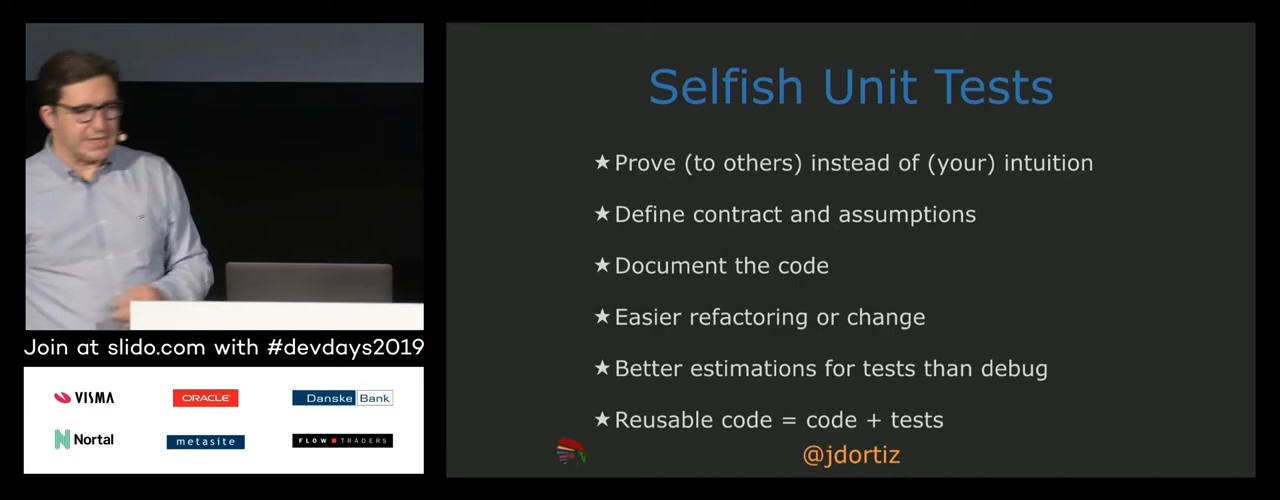 Selfish Unit Tests
★Prove (to others) instead of (your) intuition
★Define contract and assumptions
★Document the code
★Easier refactoring or change
★Better estimations for tests than debug
★Reusable code = code + tests
@jdortiz
Join at slido.com with #devdays2019
VISMA
ORACLE
Danske Bank
Nortal
metasite
FLOW TRADERS